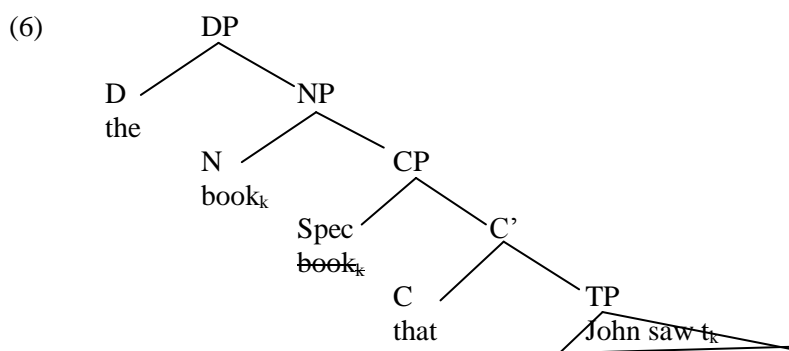 (6) DP
D NP
the
N CP
bookₖ
Spec C’
bookₖ
C TP
that John saw tₖ